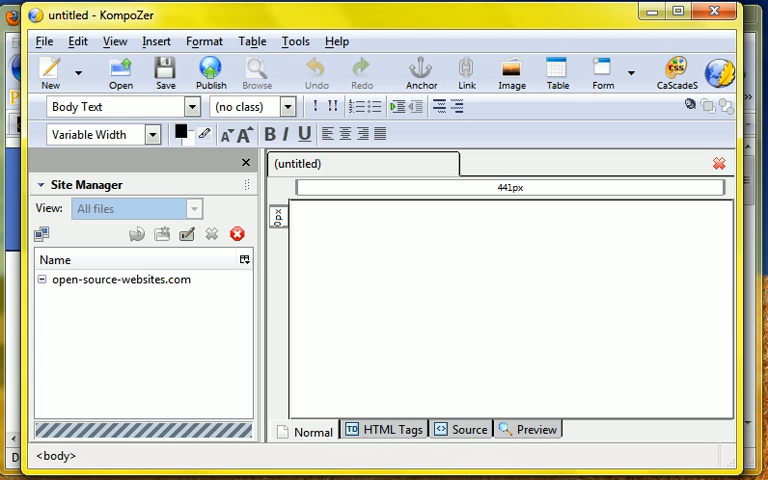 untitled - KompoZer
File Edit View Insert Format Table Tools Help
New Open Save Publish Browse Undo Redo Anchor Link Image Table Form CaScadeS
Body Text (no class) ! !!
Variable Width A A B I U
(untitled)
Site Manager
441px
View: All files
0px
Name
open-source-websites.com
Normal HTML Tags Source Preview
<body>